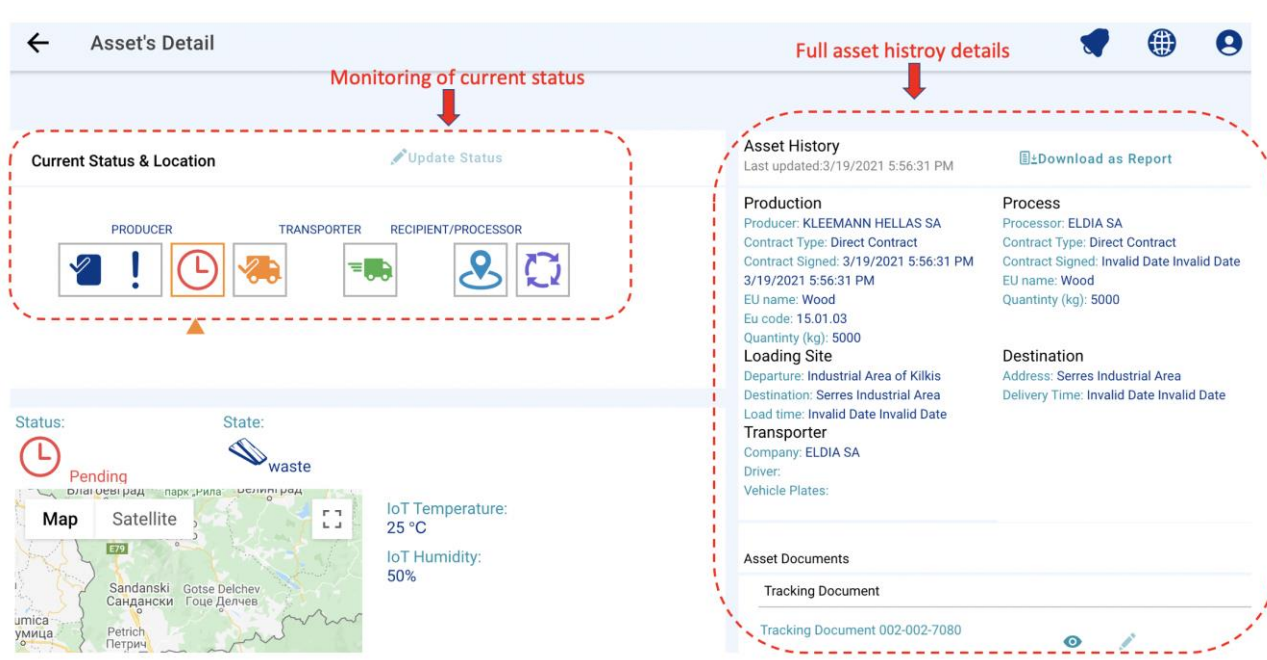 Asset's Detail
Monitoring of current status
Full asset histroy details
Current Status & Location
Update Status
PRODUCER
TRANSPORTER
RECIPIENT/PROCESSOR
Status:
Pending
State:
waste
Благоевград
парк „Рила“
Велинград
Map
Satellite
E79
Sandanski
Сандански
Gotse Delchev
Гоце Делчев
Petrich
Петрич
IoT Temperature:
25 °C
IoT Humidity:
50%
Asset History
Last updated:3/19/2021 5:56:31 PM
Download as Report
Production
Producer: KLEEMANN HELLAS SA
Contract Type: Direct Contract
Contract Signed: 3/19/2021 5:56:31 PM
3/19/2021 5:56:31 PM
EU name: Wood
Eu code: 15.01.03
Quantinty (kg): 5000
Process
Processor: ELDIA SA
Contract Type: Direct Contract
Contract Signed: Invalid Date Invalid Date
EU name: Wood
Quantinty (kg): 5000
Loading Site
Departure: Industrial Area of Kilkis
Destination: Serres Industrial Area
Load time: Invalid Date Invalid Date
Destination
Address: Serres Industrial Area
Delivery Time: Invalid Date Invalid Date
Transporter
Company: ELDIA SA
Driver:
Vehicle Plates:
Asset Documents
Tracking Document
Tracking Document 002-002-7080